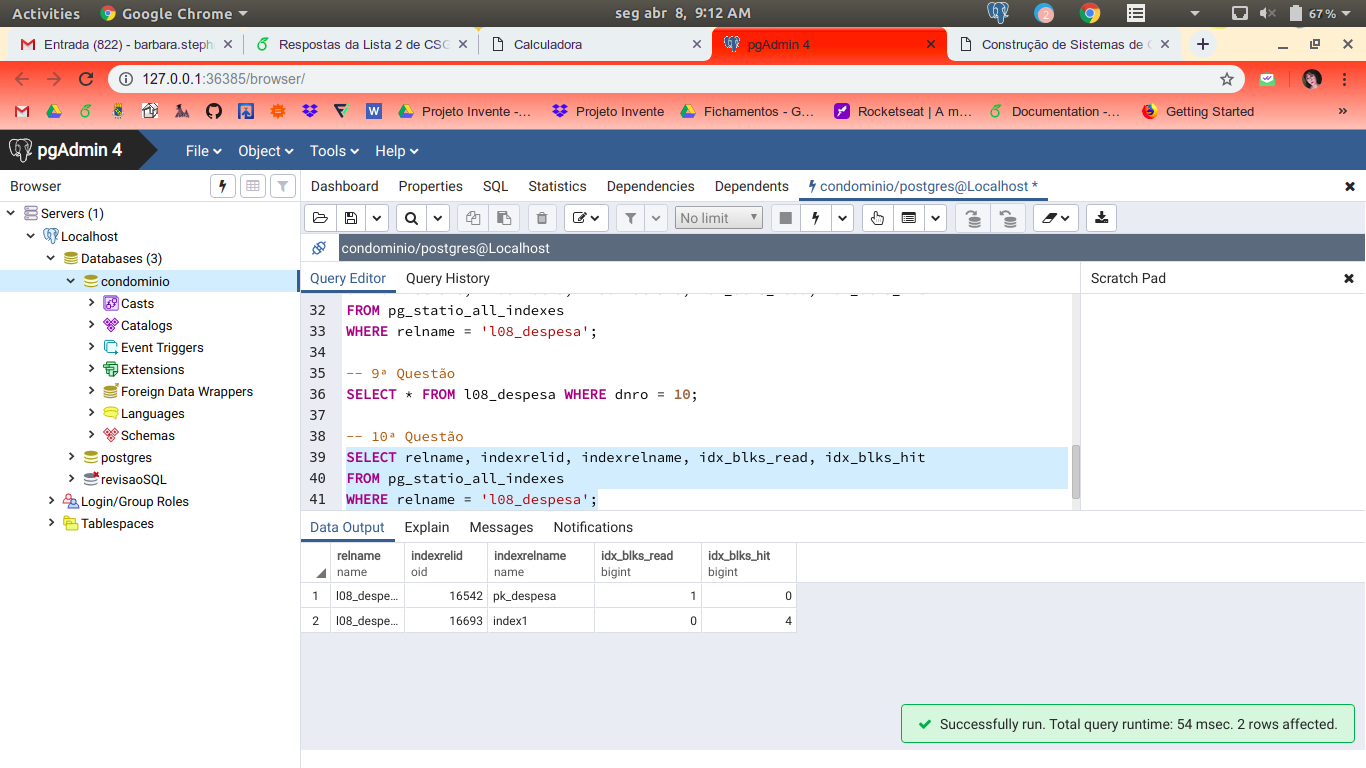 Activities Google Chrome seg abr 8, 9:12 AM 2 67%
Entrada (822) - barbara.steph Respostas da Lista 2 de CSG Calculadora pgAdmin 4 Construção de Sistemas de
127.0.0.1:36385/browser/
W Projeto Invente -... Projeto Invente Fichamentos - G... Rocketseat | A m... Documentation -... Getting Started »
pgAdmin 4 File Object Tools Help
Browser
Dashboard Properties SQL Statistics Dependencies Dependents condominio/postgres@Localhost *
Servers (1)
Localhost
Databases (3)
condominio
Casts
Catalogs
Event Triggers
Extensions
Foreign Data Wrappers
Languages
Schemas
postgres
revisaoSQL
Login/Group Roles
Tablespaces
No limit
condominio/postgres@Localhost
Query Editor Query History
Scratch Pad
32 FROM pg_statio_all_indexes
33 WHERE relname = 'l08_despesa';
34
35 -- 9ª Questão
36 SELECT * FROM l08_despesa WHERE dnro = 10;
37
38 -- 10ª Questão
39 SELECT relname, indexrelid, indexrelname, idx_blks_read, idx_blks_hit
40 FROM pg_statio_all_indexes
41 WHERE relname = 'l08_despesa';
Data Output Explain Messages Notifications
relname indexrelid indexrelname idx_blks_read idx_blks_hit
name oid name bigint bigint
1 l08_despe... 16542 pk_despesa 1 0
2 l08_despe... 16693 index1 0 4
Successfully run. Total query runtime: 54 msec. 2 rows affected.